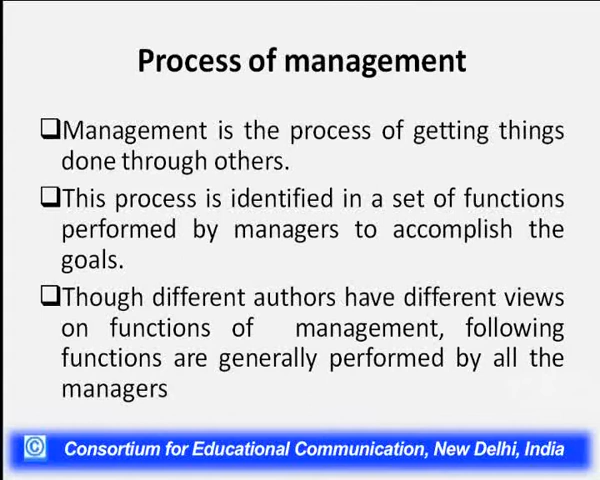 Process of management
❑Management is the process of getting things
done through others.
❑This process is identified in a set of functions
performed by managers to accomplish the
goals.
❑Though different authors have different views
on functions of management, following
functions are generally performed by all the
managers
© Consortium for Educational Communication, New Delhi, India